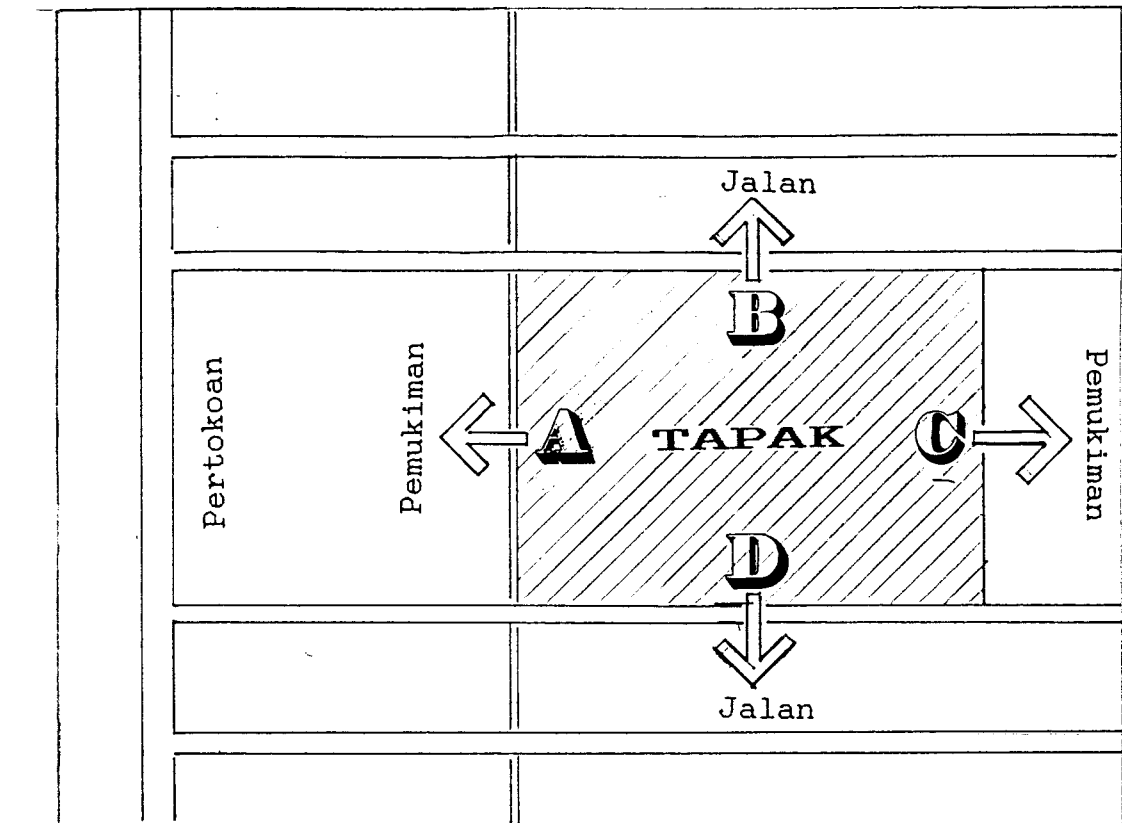 Jalan
B
Pertokoan
Pemukiman
A
TAPAK
C
Pemukiman
D
Jalan